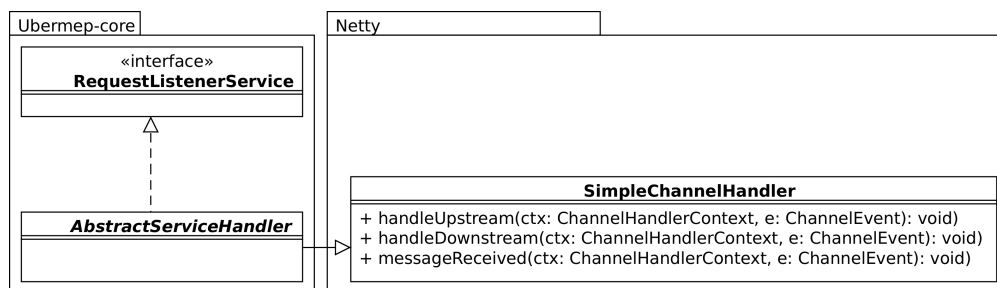 Ubermep-core
Netty
«interface»
RequestListenerService
SimpleChannelHandler
AbstractServiceHandler
+ handleUpstream(ctx: ChannelHandlerContext, e: ChannelEvent): void)
+ handleDownstream(ctx: ChannelHandlerContext, e: ChannelEvent): void)
+ messageReceived(ctx: ChannelHandlerContext, e: ChannelEvent): void)